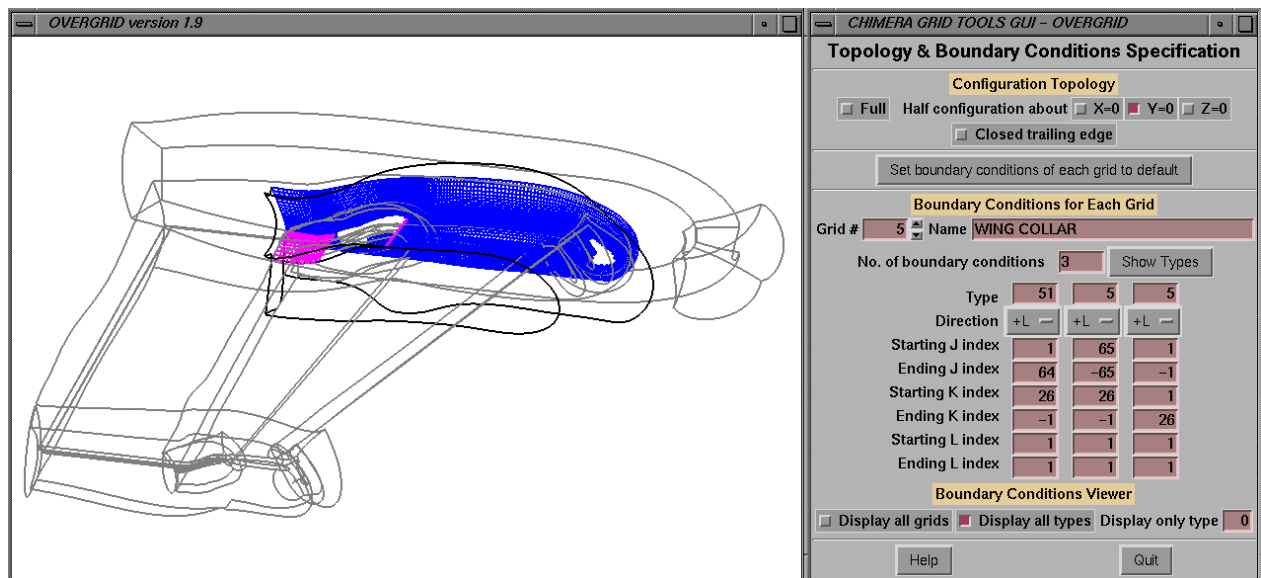 OVERGRID version 1.9
CHIMERA GRID TOOLS GUI – OVERGRID
Topology & Boundary Conditions Specification
Configuration Topology
Full Half configuration about X=0 Y=0 Z=0
Closed trailing edge
Set boundary conditions of each grid to default
Boundary Conditions for Each Grid
Grid # 5 Name WING COLLAR
No. of boundary conditions 3 Show Types
Type 51 5 5
Direction +L +L +L
Starting J index 1 65 1
Ending J index 64 -65 -1
Starting K index 26 26 1
Ending K index -1 -1 26
Starting L index 1 1 1
Ending L index 1 1 1
Boundary Conditions Viewer
Display all grids Display all types Display only type 0
Help Quit